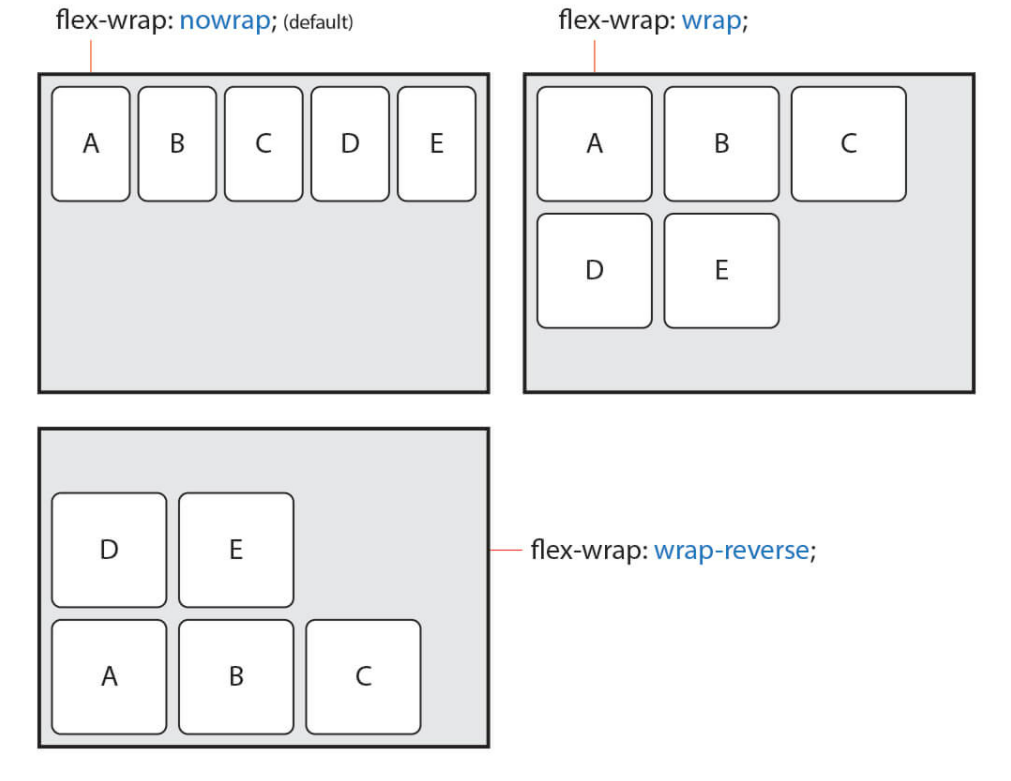 flex-wrap: nowrap; (default)
A B C D E
flex-wrap: wrap;
A B C
D E
D E
A B C
flex-wrap: wrap-reverse;